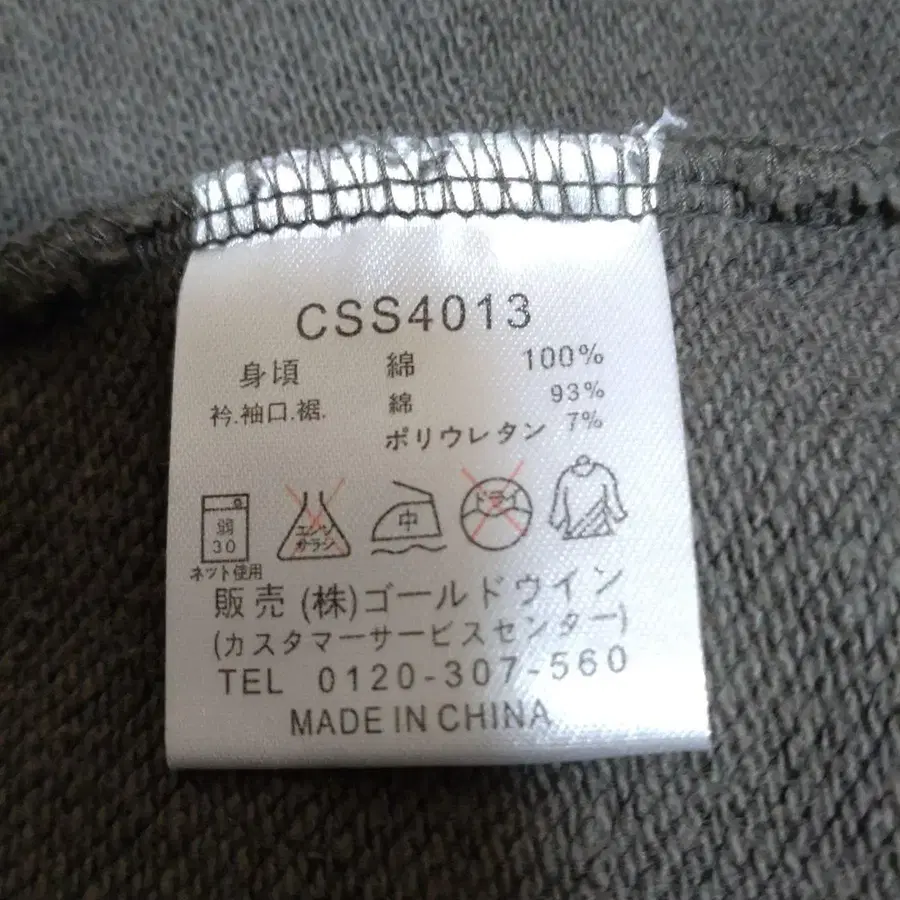 CSS4013
身頃 綿 100%
衿.袖口.裾. 綿 93%
ポリウレタン 7%
弱 30 エンソ サラシ 中 ドライ
ネット使用
販売 (株)ゴールドウイン
(カスタマーサービスセンター)
TEL 0120-307-560
MADE IN CHINA